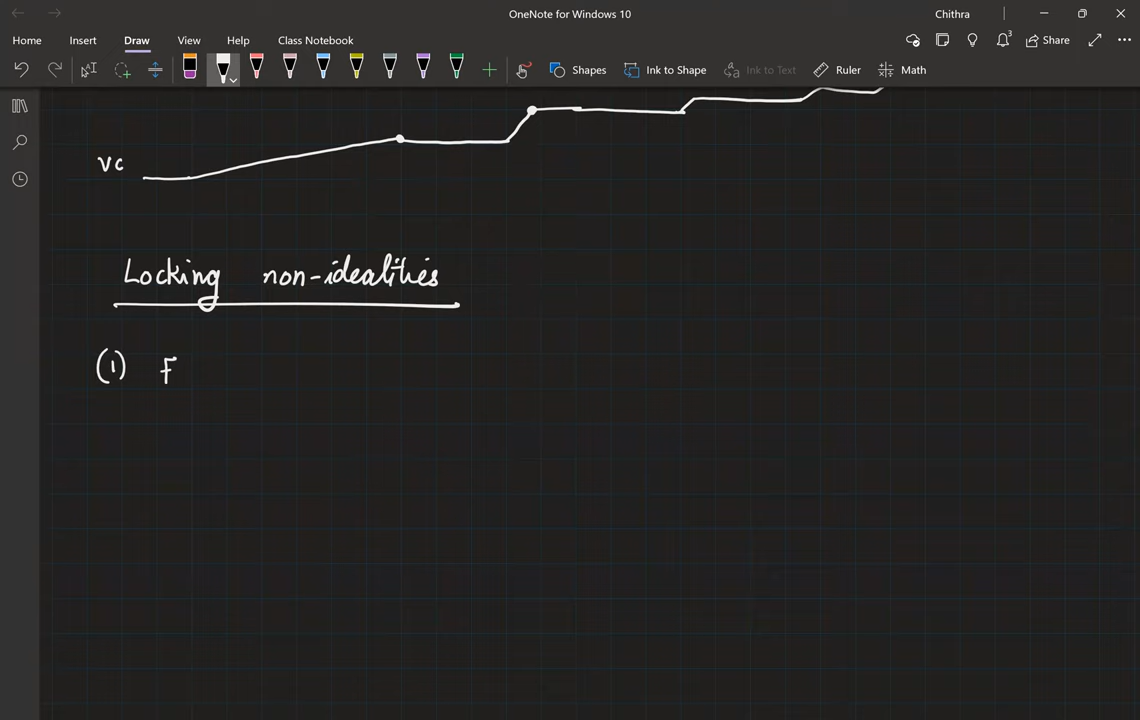 OneNote for Windows 10
Chithra
Home Insert Draw View Help Class Notebook
Share
Shapes Ink to Shape Ink to Text Ruler Math
3
VC
Locking non-idealities
(1) F